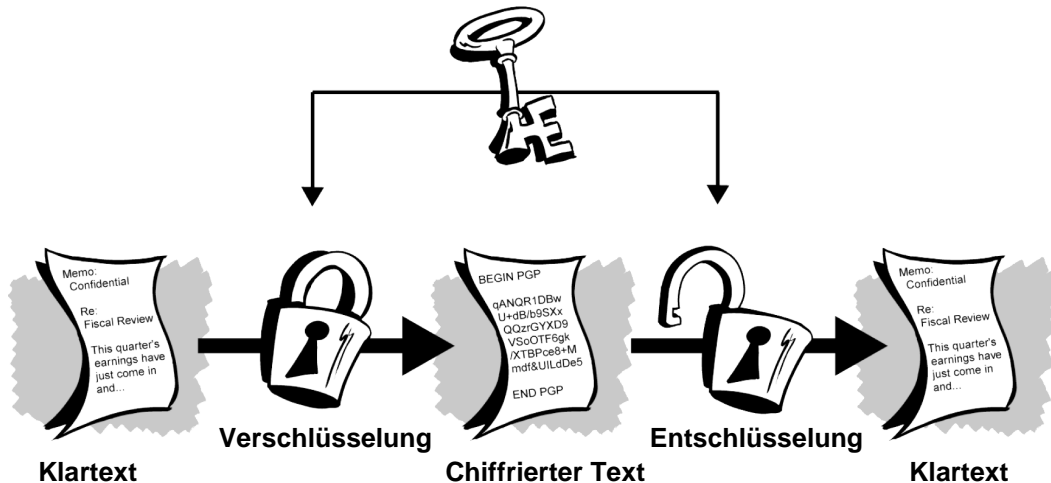 Memo:
Confidential
Re:
Fiscal Review
This quarter's
earnings have
just come in
and...
BEGIN PGP
qANQR1DBw
U+dB/b9SXx
QQzrGYXD9
VSoOTF6gk
/XTBPce8+M
mdf&UILdDe5
END PGP
Memo:
Confidential
Re:
Fiscal Review
This quarter's
earnings have
just come in
and...
Verschlüsselung
Entschlüsselung
Klartext
Chiffrierter Text
Klartext